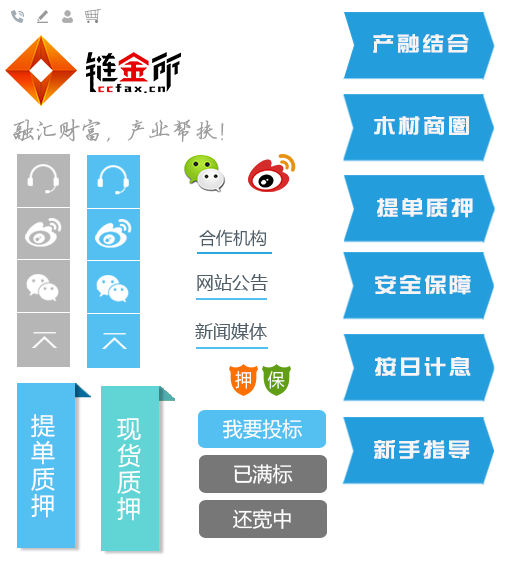 链金所
ccfax.cn
融汇财富，产业帮扶！
合作机构
网站公告
新闻媒体
押
保
我要投标
已满标
还宽中
提单质押
现货质押
产融结合
木材商圈
提单质押
安全保障
按日计息
新手指导